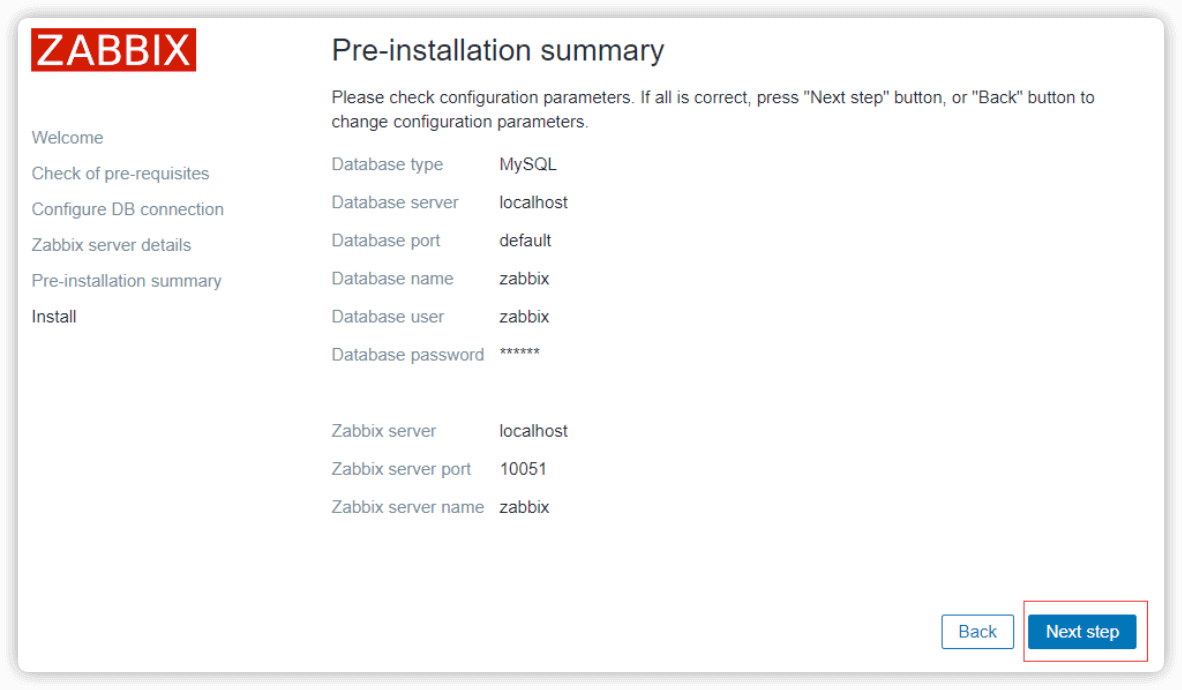 ZABBIX
Welcome
Check of pre-requisites
Configure DB connection
Zabbix server details
Pre-installation summary
Install
Pre-installation summary
Please check configuration parameters. If all is correct, press "Next step" button, or "Back" button to
change configuration parameters.
Database type MySQL
Database server localhost
Database port default
Database name zabbix
Database user zabbix
Database password ******
Zabbix server localhost
Zabbix server port 10051
Zabbix server name zabbix
Back Next step